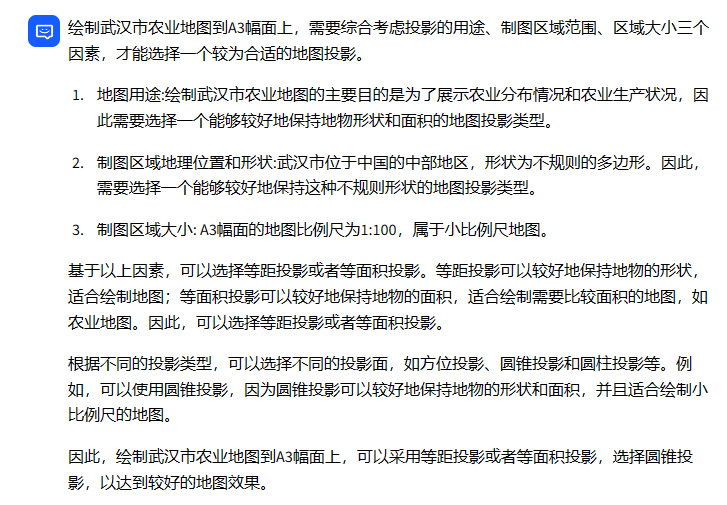 绘制武汉市农业地图到A3幅面上，需要综合考虑投影的用途、制图区域范围、区域大小三个
因素，才能选择一个较为合适的地图投影。
1. 地图用途:绘制武汉市农业地图的主要目的是为了展示农业分布情况和农业生产状况，因
此需要选择一个能够较好地保持地物形状和面积的地图投影类型。
2. 制图区域地理位置和形状:武汉市位于中国的中部地区，形状为不规则的多边形。因此，
需要选择一个能够较好地保持这种不规则形状的地图投影类型。
3. 制图区域大小: A3幅面的地图比例尺为1:100，属于小比例尺地图。
基于以上因素，可以选择等距投影或者等面积投影。等距投影可以较好地保持地物的形状，
适合绘制地图；等面积投影可以较好地保持地物的面积，适合绘制需要比较面积的地图，如
农业地图。因此，可以选择等距投影或者等面积投影。
根据不同的投影类型，可以选择不同的投影面，如方位投影、圆锥投影和圆柱投影等。例
如，可以使用圆锥投影，因为圆锥投影可以较好地保持地物的形状和面积，并且适合绘制小
比例尺的地图。
因此，绘制武汉市农业地图到A3幅面上，可以采用等距投影或者等面积投影，选择圆锥投
影，以达到较好的地图效果。